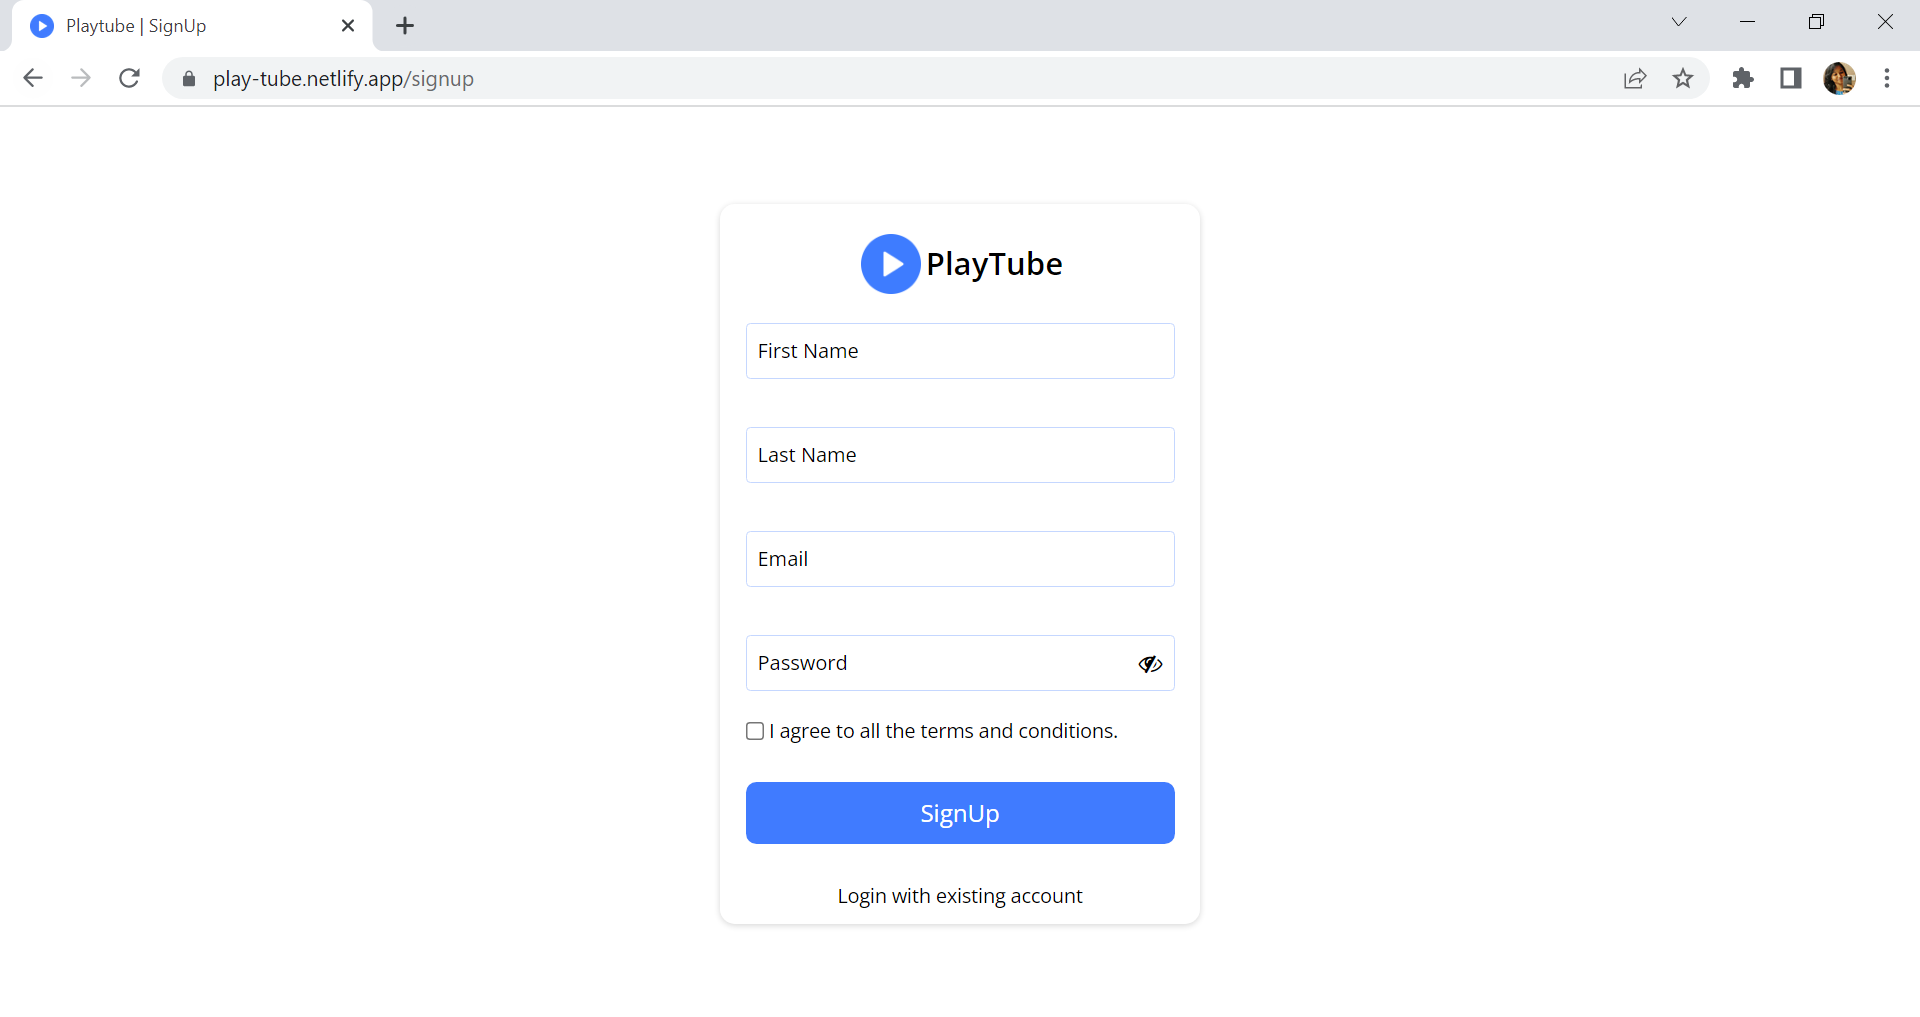 Playtube | SignUp
play-tube.netlify.app/signup
PlayTube
First Name
Last Name
Email
Password
I agree to all the terms and conditions.
SignUp
Login with existing account